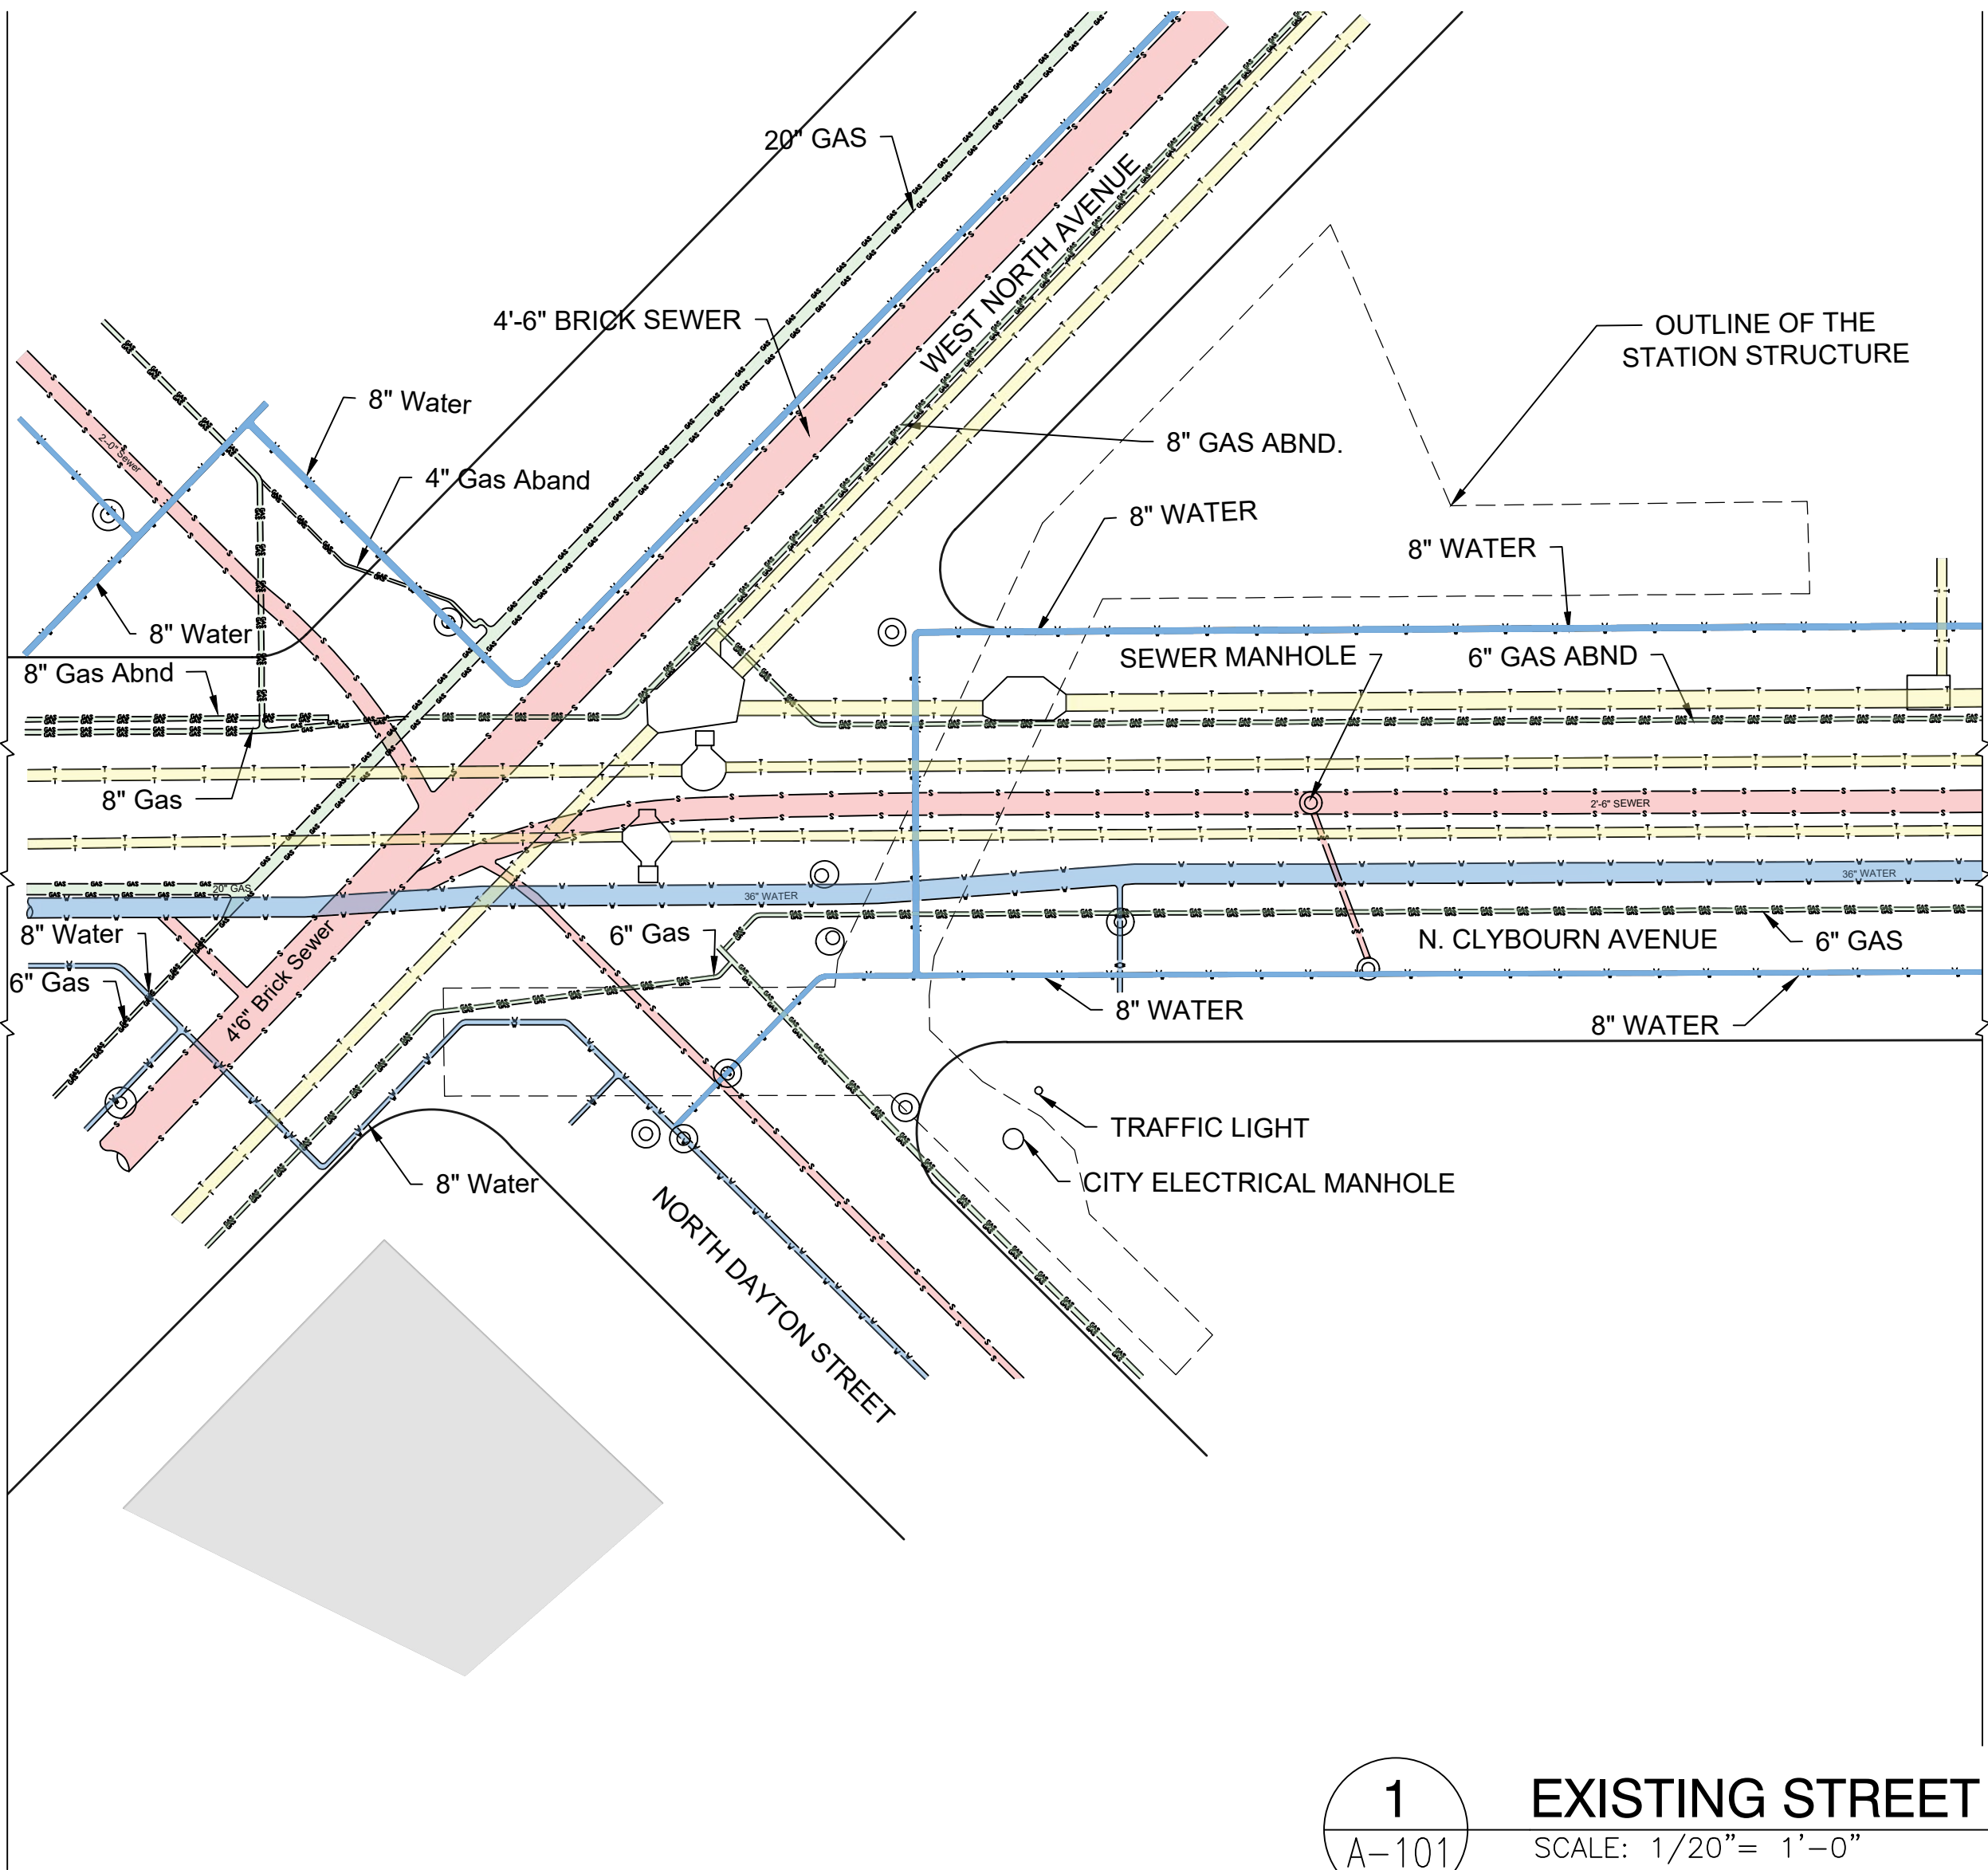 20" GAS
WEST NORTH AVENUE
4'-6" BRICK SEWER
OUTLINE OF THE
STATION STRUCTURE
8" Water
2'-0" Sewer
4" Gas Aband
8" GAS ABND.
8" WATER
8" WATER
8" Water
8" Gas Abnd
SEWER MANHOLE
6" GAS ABND
8" Gas
2'-6" SEWER
20" GAS
36" WATER
36" WATER
8" Water
6" Gas
6" Gas
4'6" Brick Sewer
N. CLYBOURN AVENUE
6" GAS
8" WATER
8" WATER
TRAFFIC LIGHT
CITY ELECTRICAL MANHOLE
8" Water
NORTH DAYTON STREET
1
EXISTING STREET
A-101
SCALE: 1/20"= 1'-0"